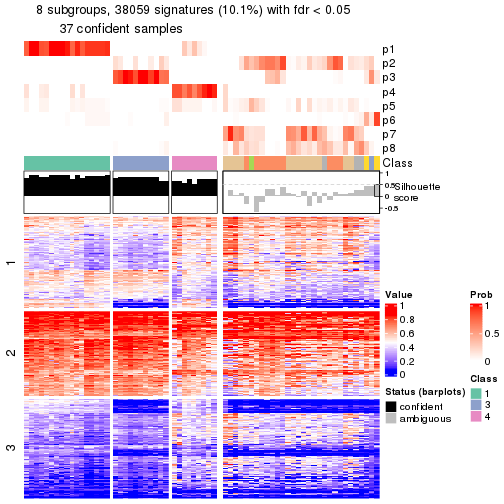 8 subgroups, 38059 signatures (10.1%) with fdr < 0.05
37 confident samples
p1
p2
p3
p4
p5
p6
p7
p8
Class
1
0.5
0
-0.5
Silhouette
score
1
2
3
Value
1
0.8
0.6
0.4
0.2
0
Prob
1
0.5
0
Status (barplots)
confident
ambiguous
Class
1
3
4